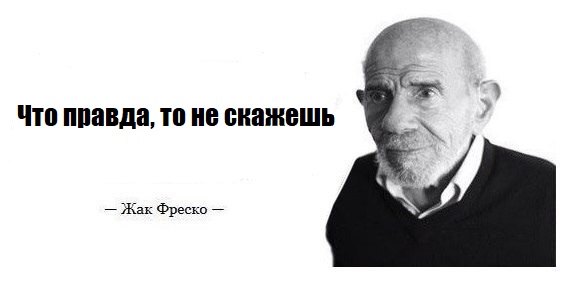 Что правда, то не скажешь
— Жак Фреско —